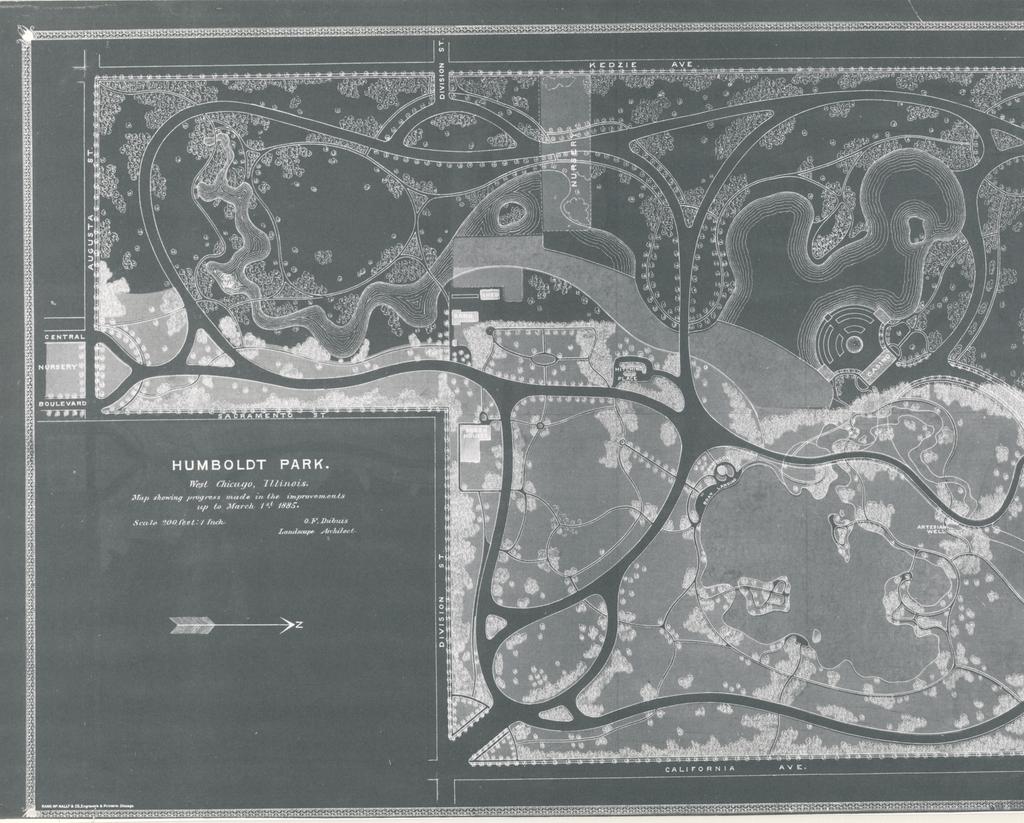 KEDZIE AVE.
DIVISION ST.
NURSERY
AUGUSTA ST.
CENTRAL
NURSERY
BOULEVARD
SACRAMENTO ST
BARN
CASINO
ARTESIAN
WELL
HUMBOLDT PARK.
West Chicago, Illinois.
Map showing progress made in the improvements
up to March 1st 1885.
Scale 200 feet: 1 Inch.
O. F. Dubuis
Landscape Architect.
N
DIVISION ST.
CALIFORNIA AVE.
RAND McNALLY & CO., Engravers & Printers, Chicago.